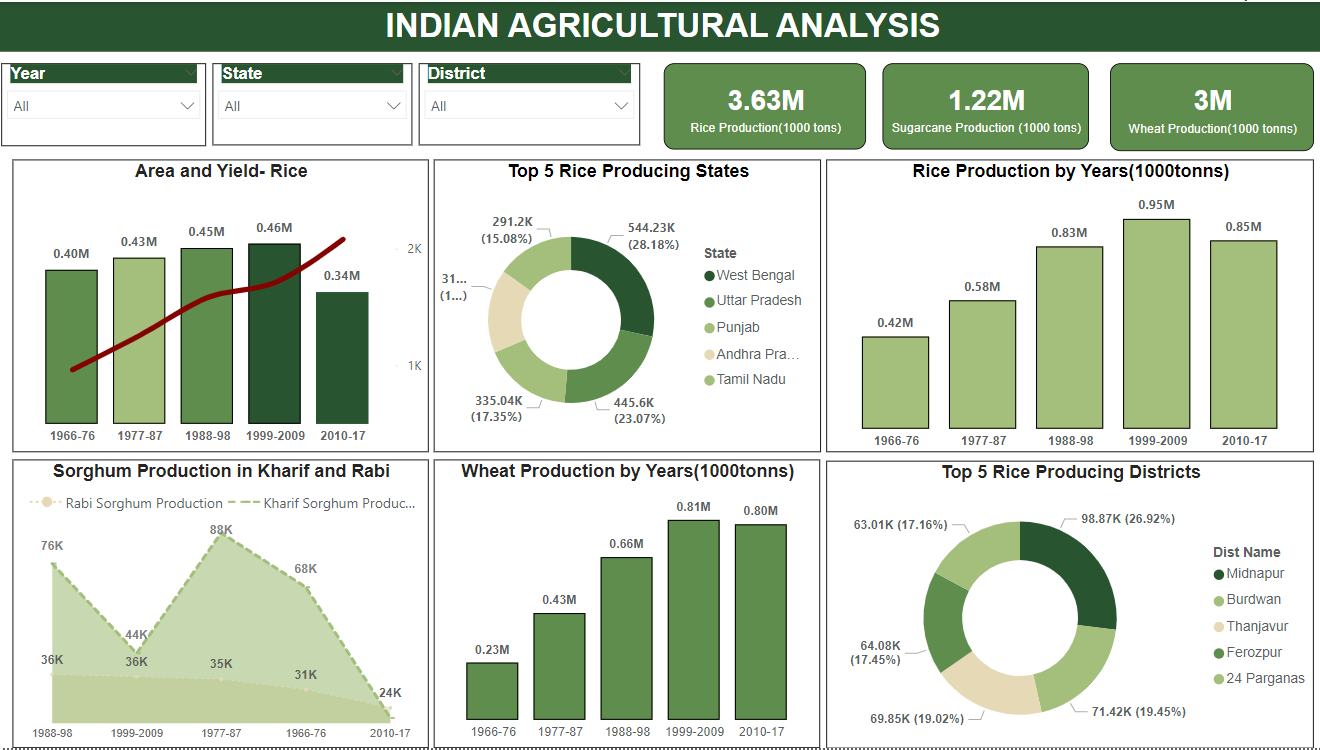 INDIAN AGRICULTURAL ANALYSIS
Year
All
State
All
District
All
3.63M
Rice Production(1000 tons)
1.22M
Sugarcane Production (1000 tons)
3M
Wheat Production(1000 tonns)
Area and Yield- Rice
0.40M
0.43M
0.45M
0.46M
0.34M
2K
1K
1966-76
1977-87
1988-98
1999-2009
2010-17
Top 5 Rice Producing States
291.2K
(15.08%)
544.23K
(28.18%)
31...
(1...)
335.04K
(17.35%)
445.6K
(23.07%)
State
West Bengal
Uttar Pradesh
Punjab
Andhra Pra...
Tamil Nadu
Rice Production by Years(1000tonns)
0.42M
0.58M
0.83M
0.95M
0.85M
1966-76
1977-87
1988-98
1999-2009
2010-17
Sorghum Production in Kharif and Rabi
Rabi Sorghum Production
Kharif Sorghum Produc...
76K
44K
88K
68K
36K
36K
35K
31K
24K
1988-98
1999-2009
1977-87
1966-76
2010-17
Wheat Production by Years(1000tonns)
0.23M
0.43M
0.66M
0.81M
0.80M
1966-76
1977-87
1988-98
1999-2009
2010-17
Top 5 Rice Producing Districts
63.01K (17.16%)
98.87K (26.92%)
64.08K
(17.45%)
69.85K (19.02%)
71.42K (19.45%)
Dist Name
Midnapur
Burdwan
Thanjavur
Ferozpur
24 Parganas